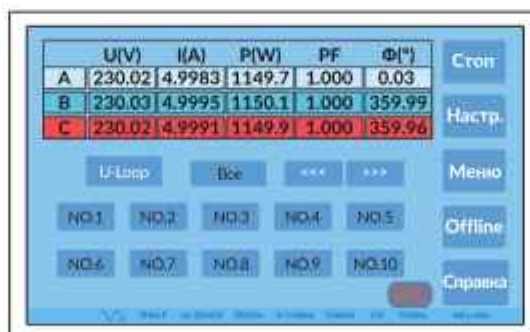 U(V) I(A) P(W) PF Φ(°)
A 230.02 4.9983 1149.7 1.000 0.03
B 230.03 4.9995 1150.1 1.000 359.99
C 230.02 4.9991 1149.9 1.000 359.96
Стоп
Настр.
Меню
Offline
Справка
U-Loop Все <<< >>>
NO.1 NO.2 NO.3 NO.4 NO.5
NO.6 NO.7 NO.8 NO.9 NO.10